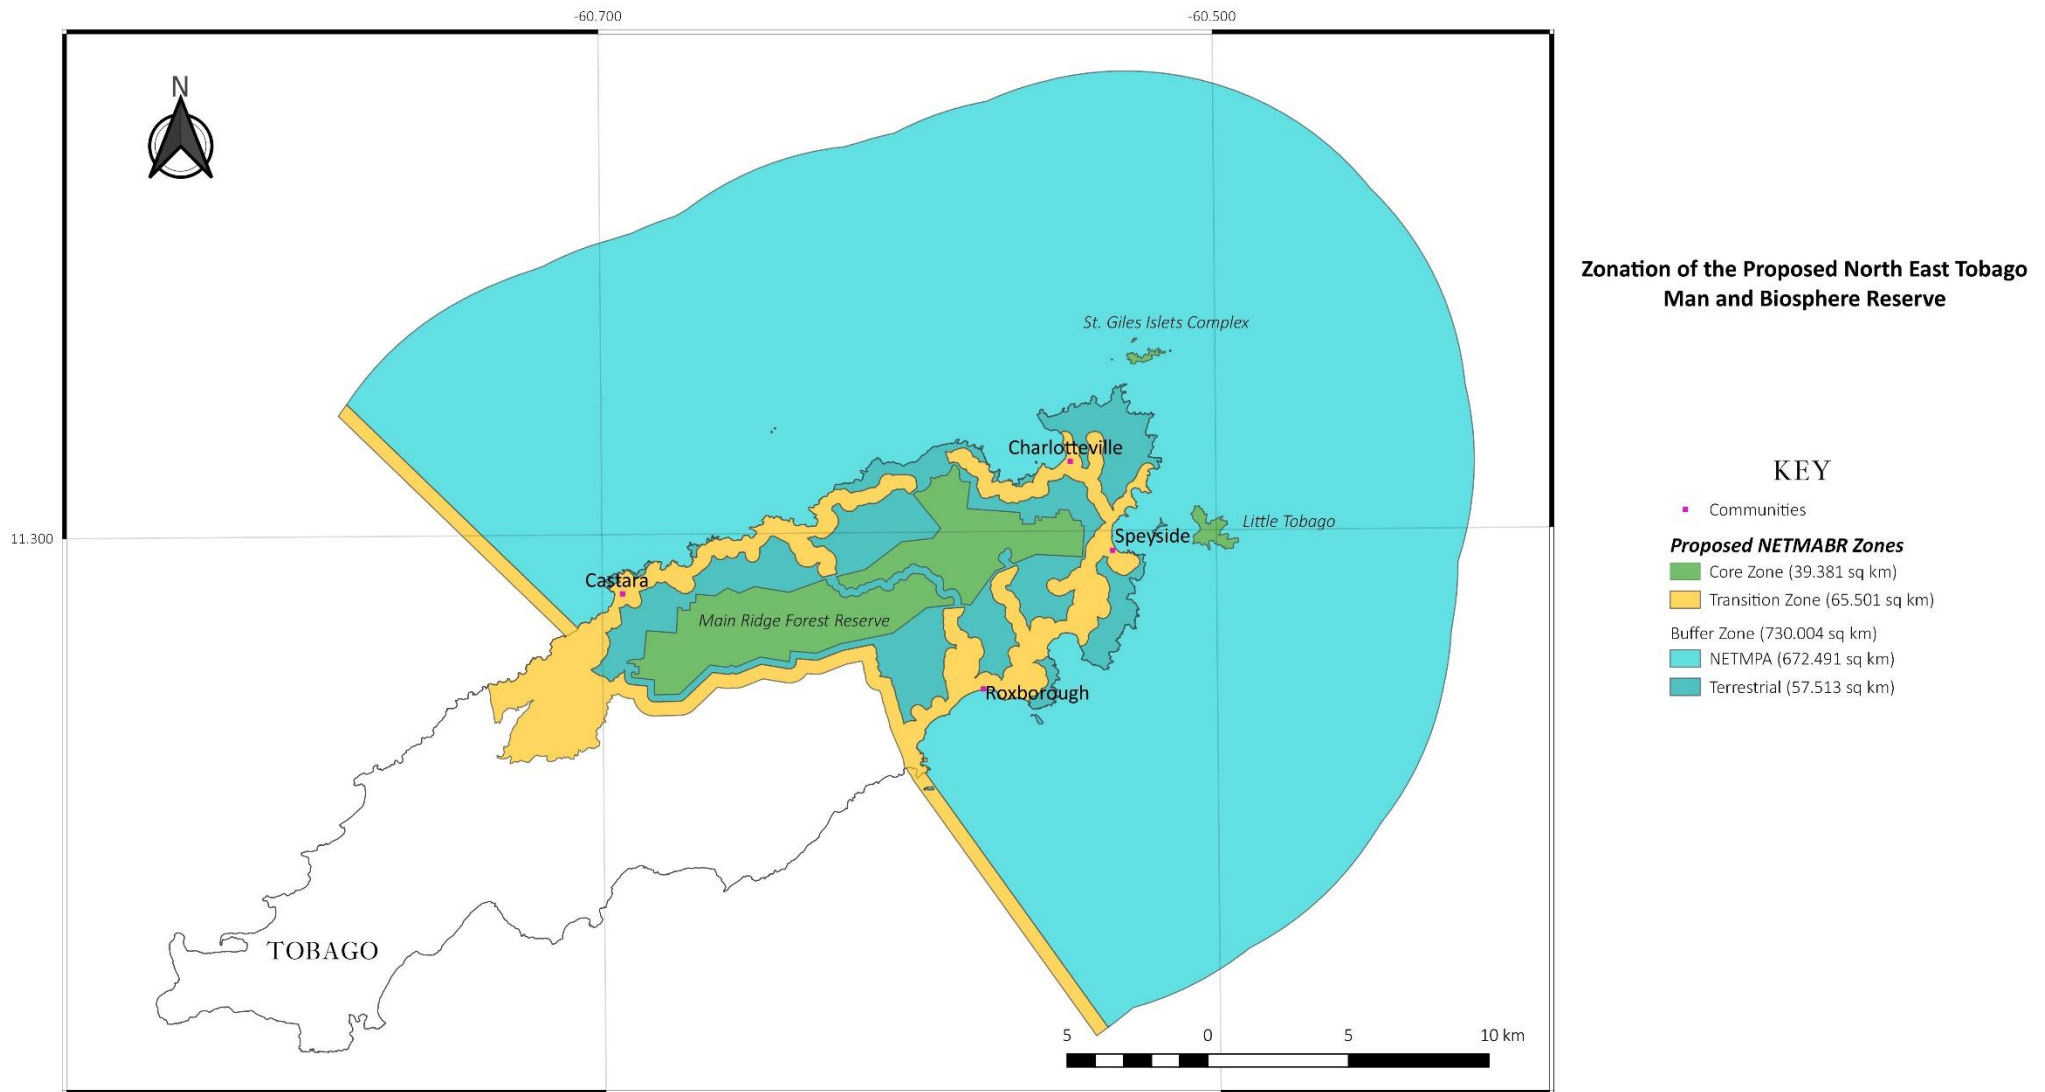 -60.700
-60.500
N
Zonation of the Proposed North East Tobago
Man and Biosphere Reserve
St. Giles Islets Complex
Charlotteville
KEY
Communities
Little Tobago
Speyside
11.300
Proposed NETMABR Zones
Core Zone (39.381 sq km)
Castara
Transition Zone (65.501 sq km)
Main Ridge Forest Reserve
Buffer Zone (730.004 sq km)
NETMPA (672.491 sq km)
Terrestrial (57.513 sq km)
Roxborough
TOBAGO
5 0 5 10 km